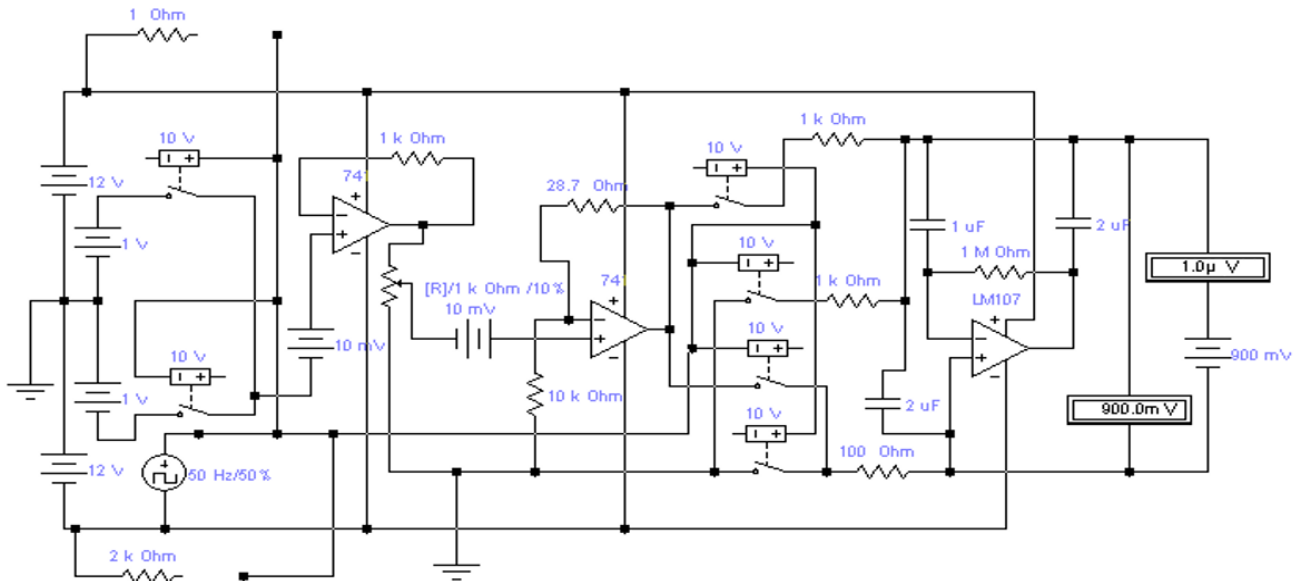 1 Ohm
10 V
1 k Ohm
1 k Ohm
10 V
12 V
741
28.7 Ohm
1 V
10 V
1 uF
2 uF
1 M Ohm
[R]/1 k Ohm /10%
1 k Ohm
1.0µ V
10 mV
741
LM107
10 mV
10 V
10 V
900 mV
1 V
10 k Ohm
2 uF
900.0m V
10 V
12 V
50 Hz/50%
100 Ohm
2 k Ohm